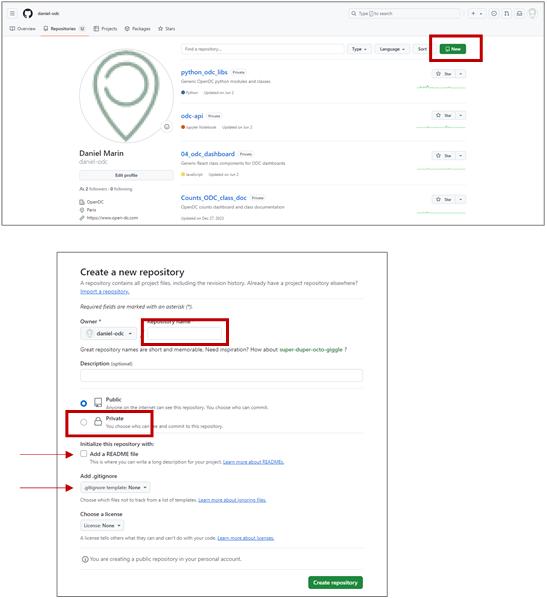 daniel-odc
Type / to search
Overview
Repositories 12
Projects
Packages
Stars
Find a repository...
Type
Language
Sort
New
python_odc_libs Private
Star
Generic OpenDC python modules and classes
Python Updated on Jun 2
odc-api Private
Star
Jupyter Notebook Updated on Jun 2
04_odc_dashboard Private
Star
Generic React class components for ODC dashboards
JavaScript Updated on Jun 2
Counts_ODC_class_doc Private
Star
OpenDC counts dashboard and class documentation
Updated on Dec 27, 2023
Daniel Marin
daniel-odc
Edit profile
2 followers · 0 following
OpenDC
Paris
https://www.open-dc.com
Create a new repository
A repository contains all project files, including the revision history. Already have a project repository elsewhere?
Import a repository.
Required fields are marked with an asterisk (*).
Owner * Repository name
daniel-odc
Great repository names are short and memorable. Need inspiration? How about super-duper-octo-giggle ?
Description (optional)
Public
Anyone on the internet can see this repository. You choose who can commit.
Private
You choose who can see and commit to this repository.
Initialize this repository with:
Add a README file
This is where you can write a long description for your project. Learn more about READMEs.
Add .gitignore
.gitignore template: None
Choose which files not to track from a list of templates. Learn more about ignoring files.
Choose a license
License: None
A license tells others what they can and can't do with your code. Learn more about licenses.
You are creating a public repository in your personal account.
Create repository